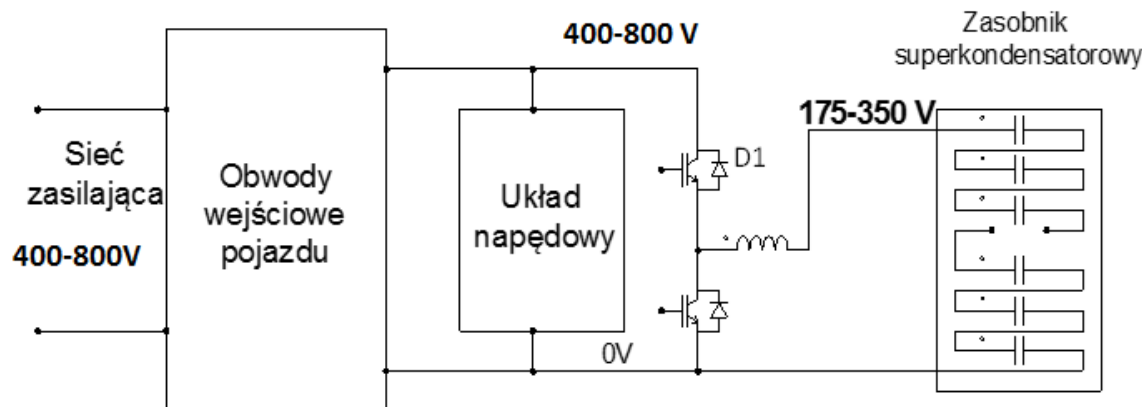 400-800 V
Zasobnik
superkondensatorowy
175-350 V
Sieć
zasilająca
400-800V
Obwody
wejściowe
pojazdu
Układ
napędowy
D1
0V